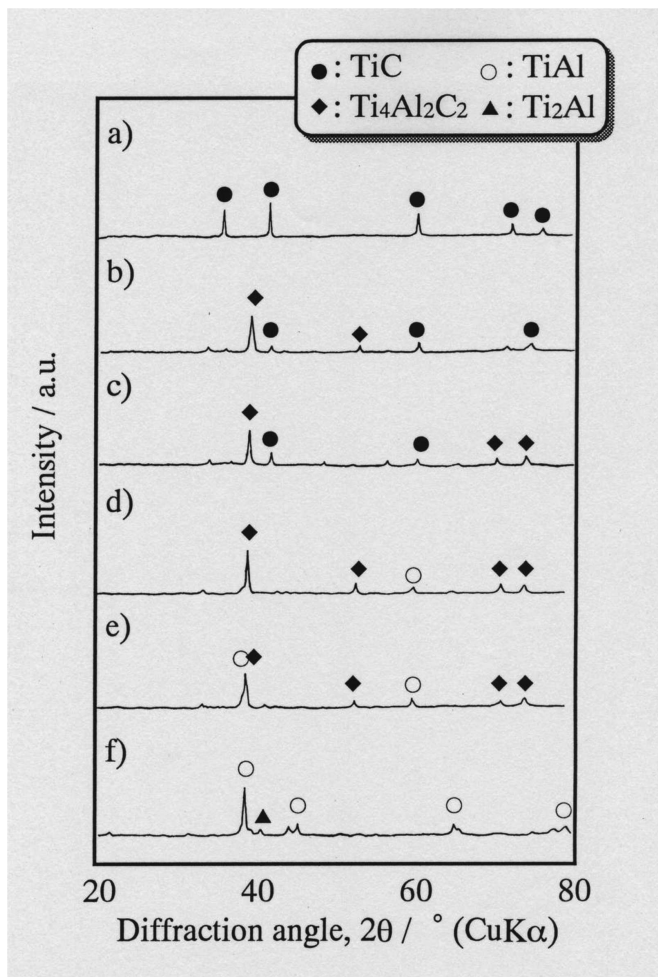 ● : TiC ○ : TiAl
◆ : Ti₄Al₂C₂ ▲ : Ti₂Al
a)
b)
c)
d)
e)
f)
Intensity / a.u.
20 40 60 80
Diffraction angle, 2θ / ° (CuKα)